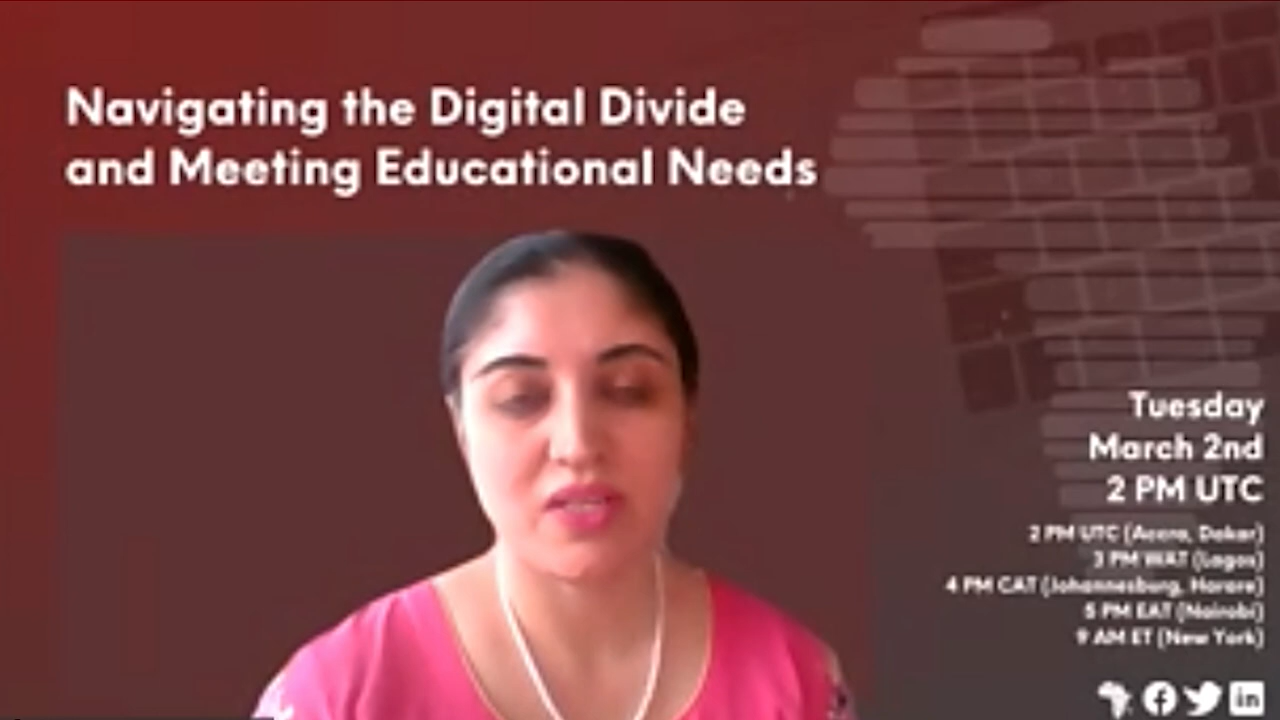 Navigating the Digital Divide
and Meeting Educational Needs
Tuesday
March 2nd
2 PM UTC
2 PM UTC (Accra, Dakar)
3 PM WAT (Lagos)
4 PM CAT (Johannesburg, Harare)
5 PM EAT (Nairobi)
9 AM ET (New York)
in